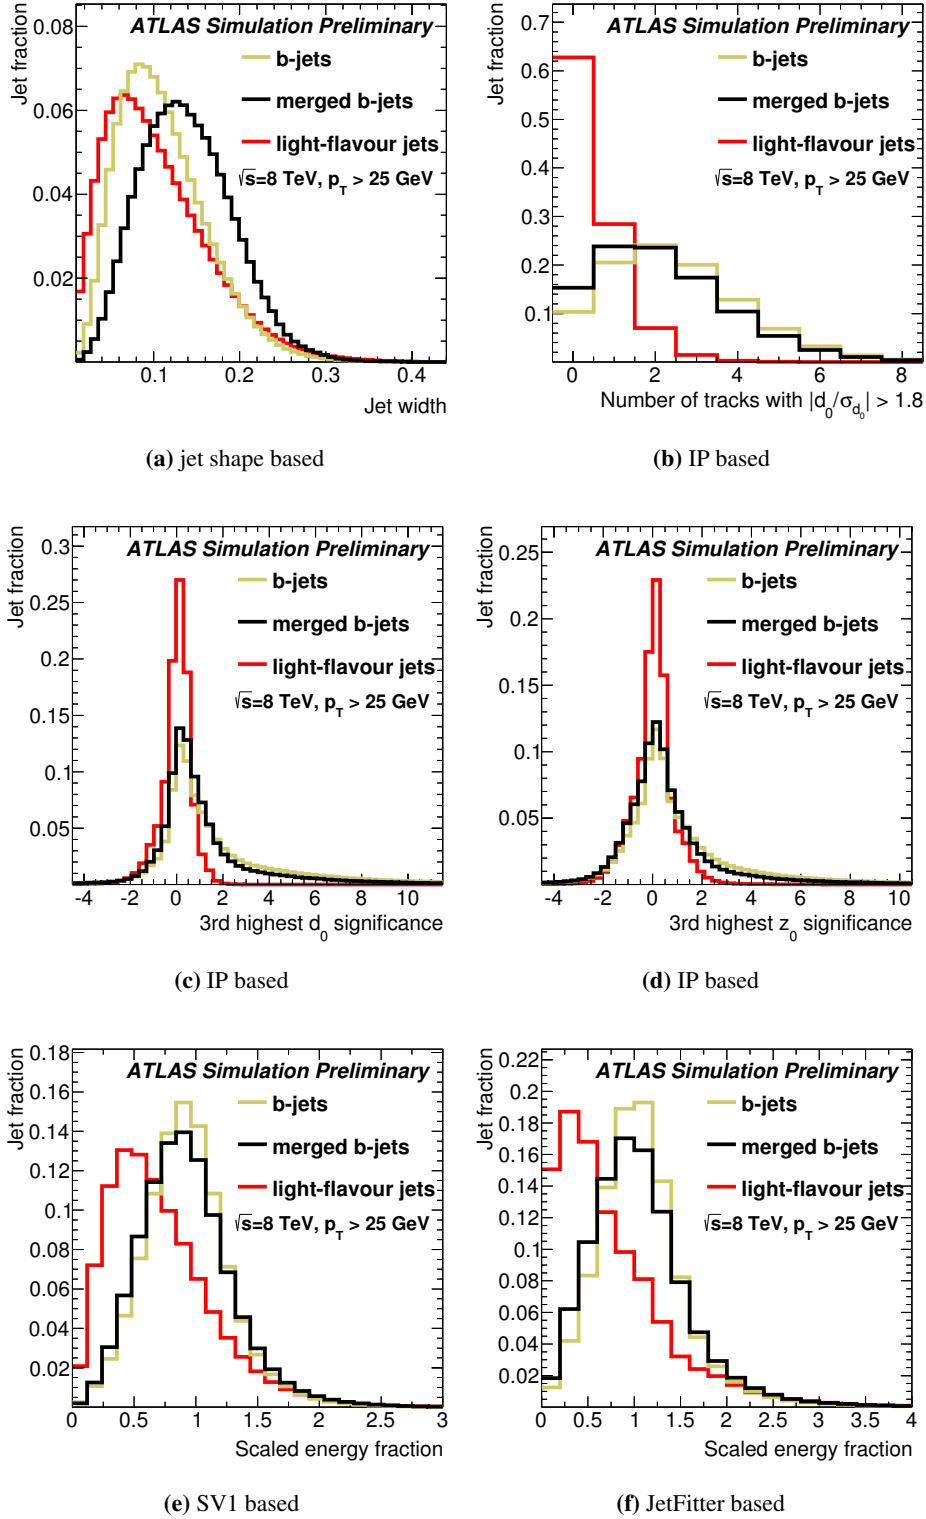 ATLAS Simulation Preliminary
Jet fraction
b-jets
merged b-jets
light-flavour jets
√s=8 TeV, p_T > 25 GeV
0.08
0.06
0.04
0.02
0.1 0.2 0.3 0.4
Jet width
(a) jet shape based
ATLAS Simulation Preliminary
Jet fraction
b-jets
merged b-jets
light-flavour jets
√s=8 TeV, p_T > 25 GeV
0.7
0.6
0.5
0.4
0.3
0.2
0.1
0 2 4 6 8
Number of tracks with |d_0/σ_d_0| > 1.8
(b) IP based
ATLAS Simulation Preliminary
Jet fraction
b-jets
merged b-jets
light-flavour jets
√s=8 TeV, p_T > 25 GeV
0.3
0.25
0.2
0.15
0.1
0.05
-4 -2 0 2 4 6 8 10
3rd highest d_0 significance
(c) IP based
ATLAS Simulation Preliminary
Jet fraction
b-jets
merged b-jets
light-flavour jets
√s=8 TeV, p_T > 25 GeV
0.25
0.2
0.15
0.1
0.05
-4 -2 0 2 4 6 8 10
3rd highest z_0 significance
(d) IP based
ATLAS Simulation Preliminary
Jet fraction
b-jets
merged b-jets
light-flavour jets
√s=8 TeV, p_T > 25 GeV
0.18
0.16
0.14
0.12
0.1
0.08
0.06
0.04
0.02
0 0.5 1 1.5 2 2.5 3
Scaled energy fraction
(e) SV1 based
ATLAS Simulation Preliminary
Jet fraction
b-jets
merged b-jets
light-flavour jets
√s=8 TeV, p_T > 25 GeV
0.22
0.2
0.18
0.16
0.14
0.12
0.1
0.08
0.06
0.04
0.02
0 0.5 1 1.5 2 2.5 3 3.5 4
Scaled energy fraction
(f) JetFitter based